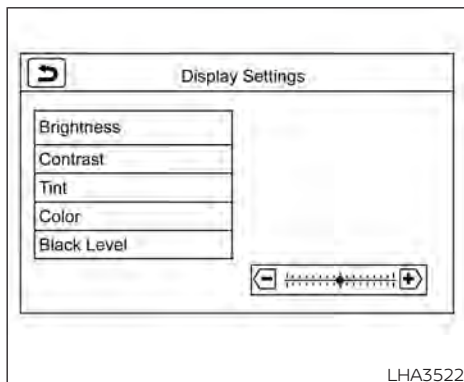 Display Settings
Brightness
Contrast
Tint
Color
Black Level
LHA3522